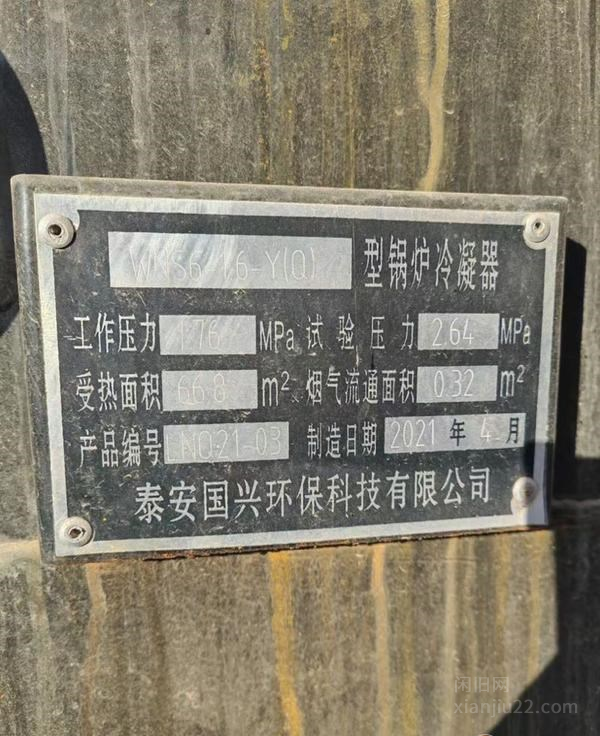 WNS6-1.6-Y(Q) 型锅炉冷凝器
工作压力 1.76 MPa 试验压力 2.64 MPa
受热面积 66.8 m² 烟气流通面积 0.32 m²
产品编号 LNQ21-03 制造日期 2021 年 4 月
泰安国兴环保科技有限公司
闲旧网
xianjiu22.com